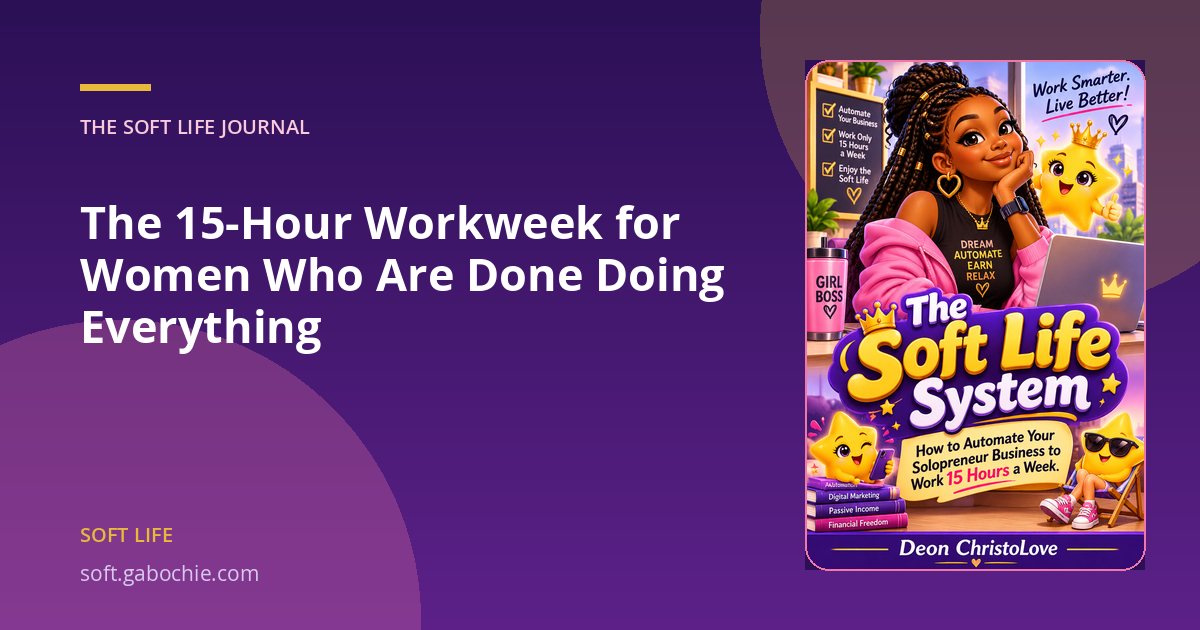 THE SOFT LIFE JOURNAL
The 15-Hour Workweek for
Women Who Are Done Doing
Everything
SOFT LIFE
soft.gabochie.com
Work Smarter.
Live Better!
Automate
Your Business
Work Only
15 Hours
a Week
Enjoy the
Soft Life
DREAM
AUTOMATE
EARN
RELAX
GIRL
BOSS
The
Soft Life
System
How to Automate Your
Solopreneur Business to
Work 15 Hours a Week.
Automation
Digital Marketing
Passive Income
Financial Freedom
Deon ChristoLove